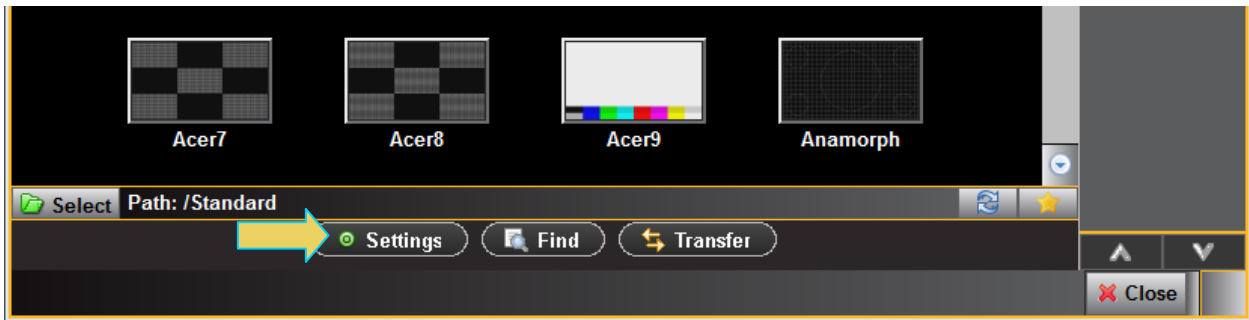 Acer7 Acer8 Acer9 Anamorph
Select Path: /Standard
Settings Find Transfer
Close